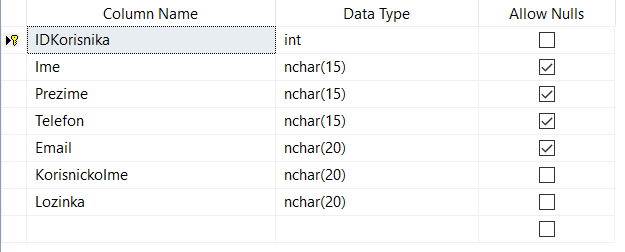 Column Name Data Type Allow Nulls
IDKorisnika int
Ime nchar(15)
Prezime nchar(15)
Telefon nchar(15)
Email nchar(20)
KorisnickoIme nchar(20)
Lozinka nchar(20)